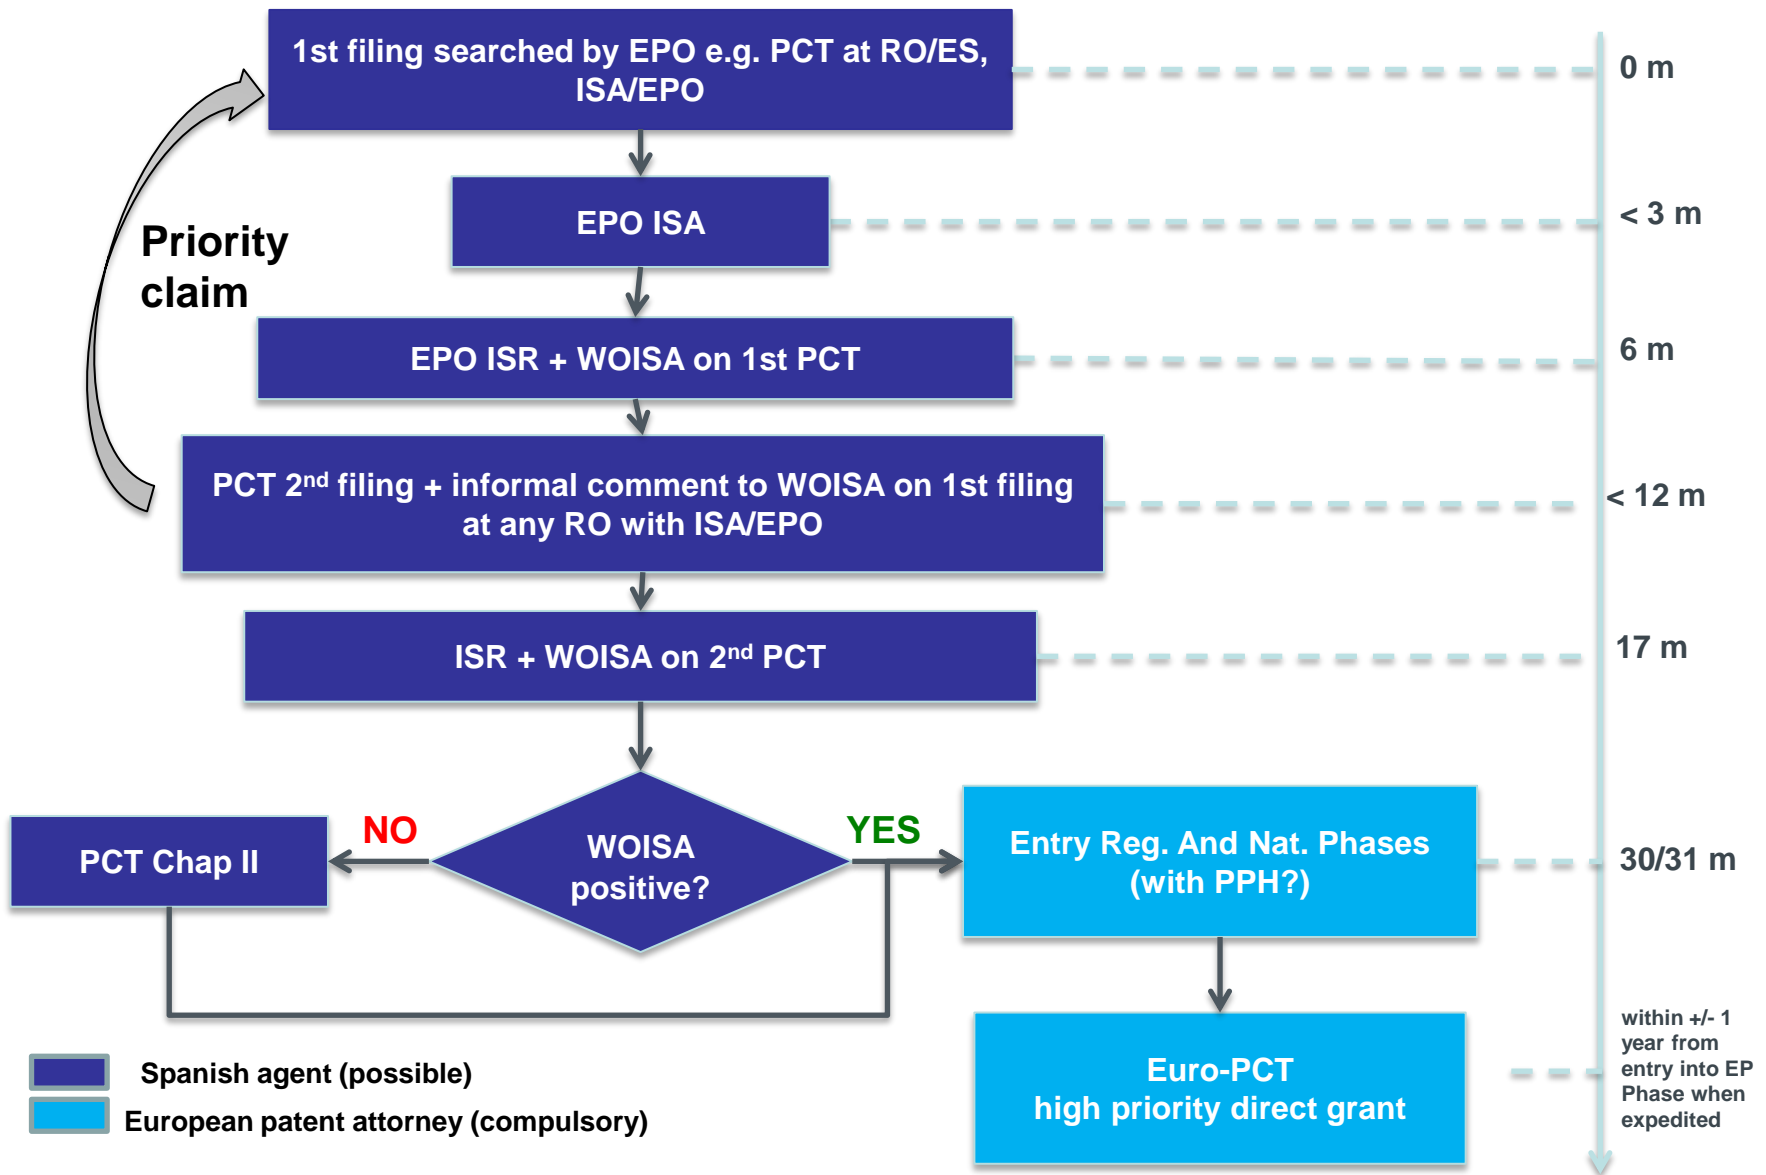 1st filing searched by EPO e.g. PCT at RO/ES,
ISA/EPO
0 m
EPO ISA
< 3 m
Priority
claim
EPO ISR + WOISA on 1st PCT
6 m
PCT 2nd filing + informal comment to WOISA on 1st filing
at any RO with ISA/EPO
< 12 m
ISR + WOISA on 2nd PCT
17 m
NO
YES
PCT Chap II
WOISA
positive?
Entry Reg. And Nat. Phases
(with PPH?)
30/31 m
Euro-PCT
high priority direct grant
within +/- 1
year from
entry into EP
Phase when
expedited
Spanish agent (possible)
European patent attorney (compulsory)